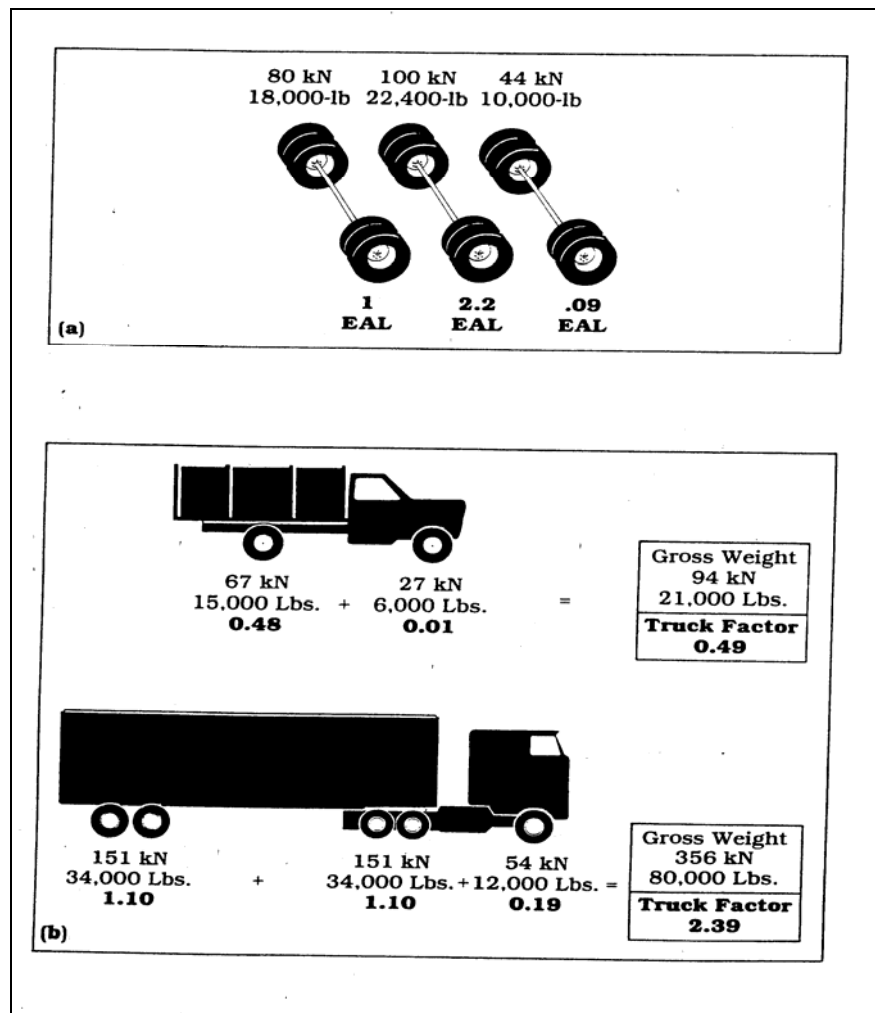 80 kN 100 kN 44 kN
18,000-lb 22,400-lb 10,000-lb
1 2.2 .09
EAL EAL EAL
(a)
67 kN 27 kN
15,000 Lbs. + 6,000 Lbs. =
0.48 0.01
Gross Weight
94 kN
21,000 Lbs.
Truck Factor
0.49
151 kN 151 kN 54 kN
34,000 Lbs. + 34,000 Lbs. + 12,000 Lbs. =
1.10 1.10 0.19
Gross Weight
356 kN
80,000 Lbs.
Truck Factor
2.39
(b)